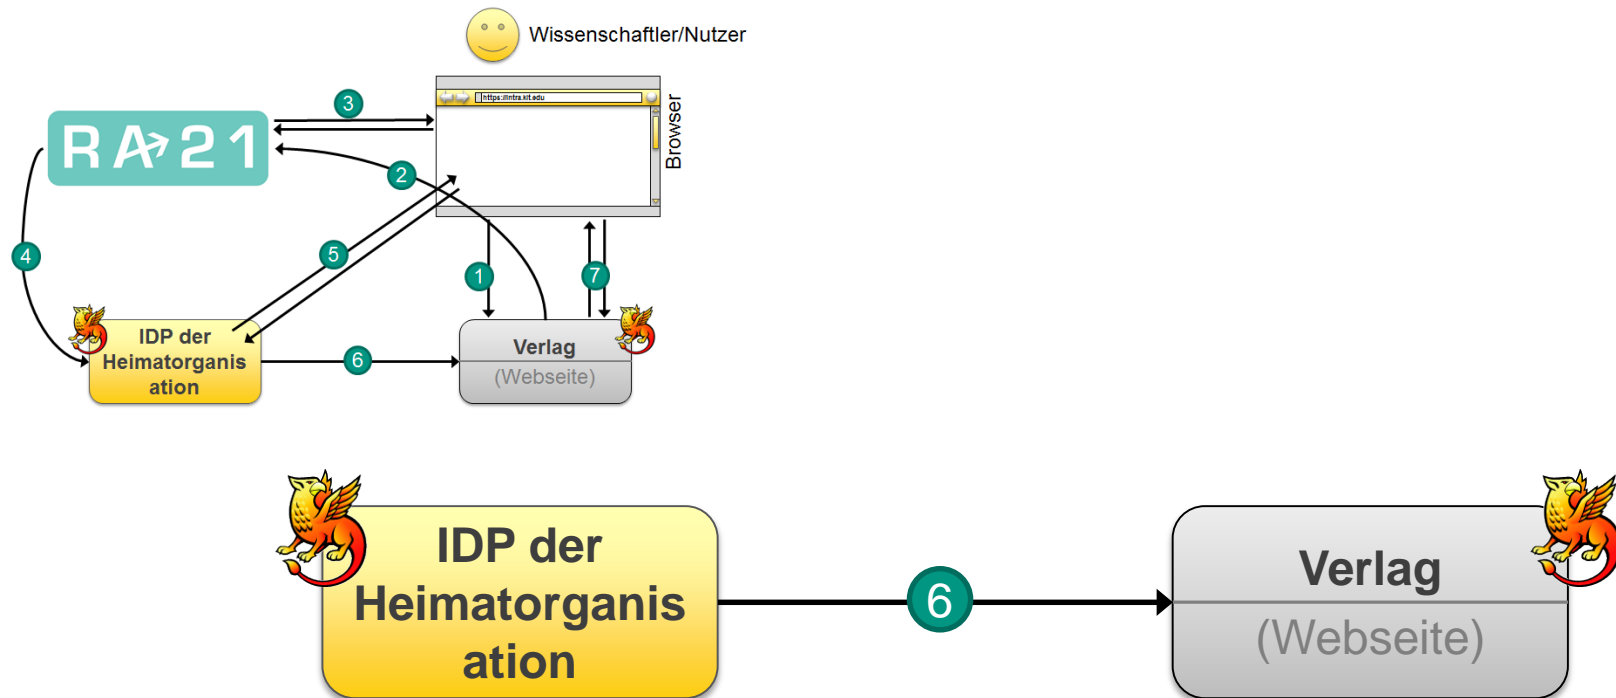 Wissenschaftler/Nutzer
https://intra.kit.edu
Browser
3
RA21
2
4
5
1
7
IDP der
Heimatorganis
ation
6
Verlag
(Webseite)
IDP der
Heimatorganis
ation
6
Verlag
(Webseite)